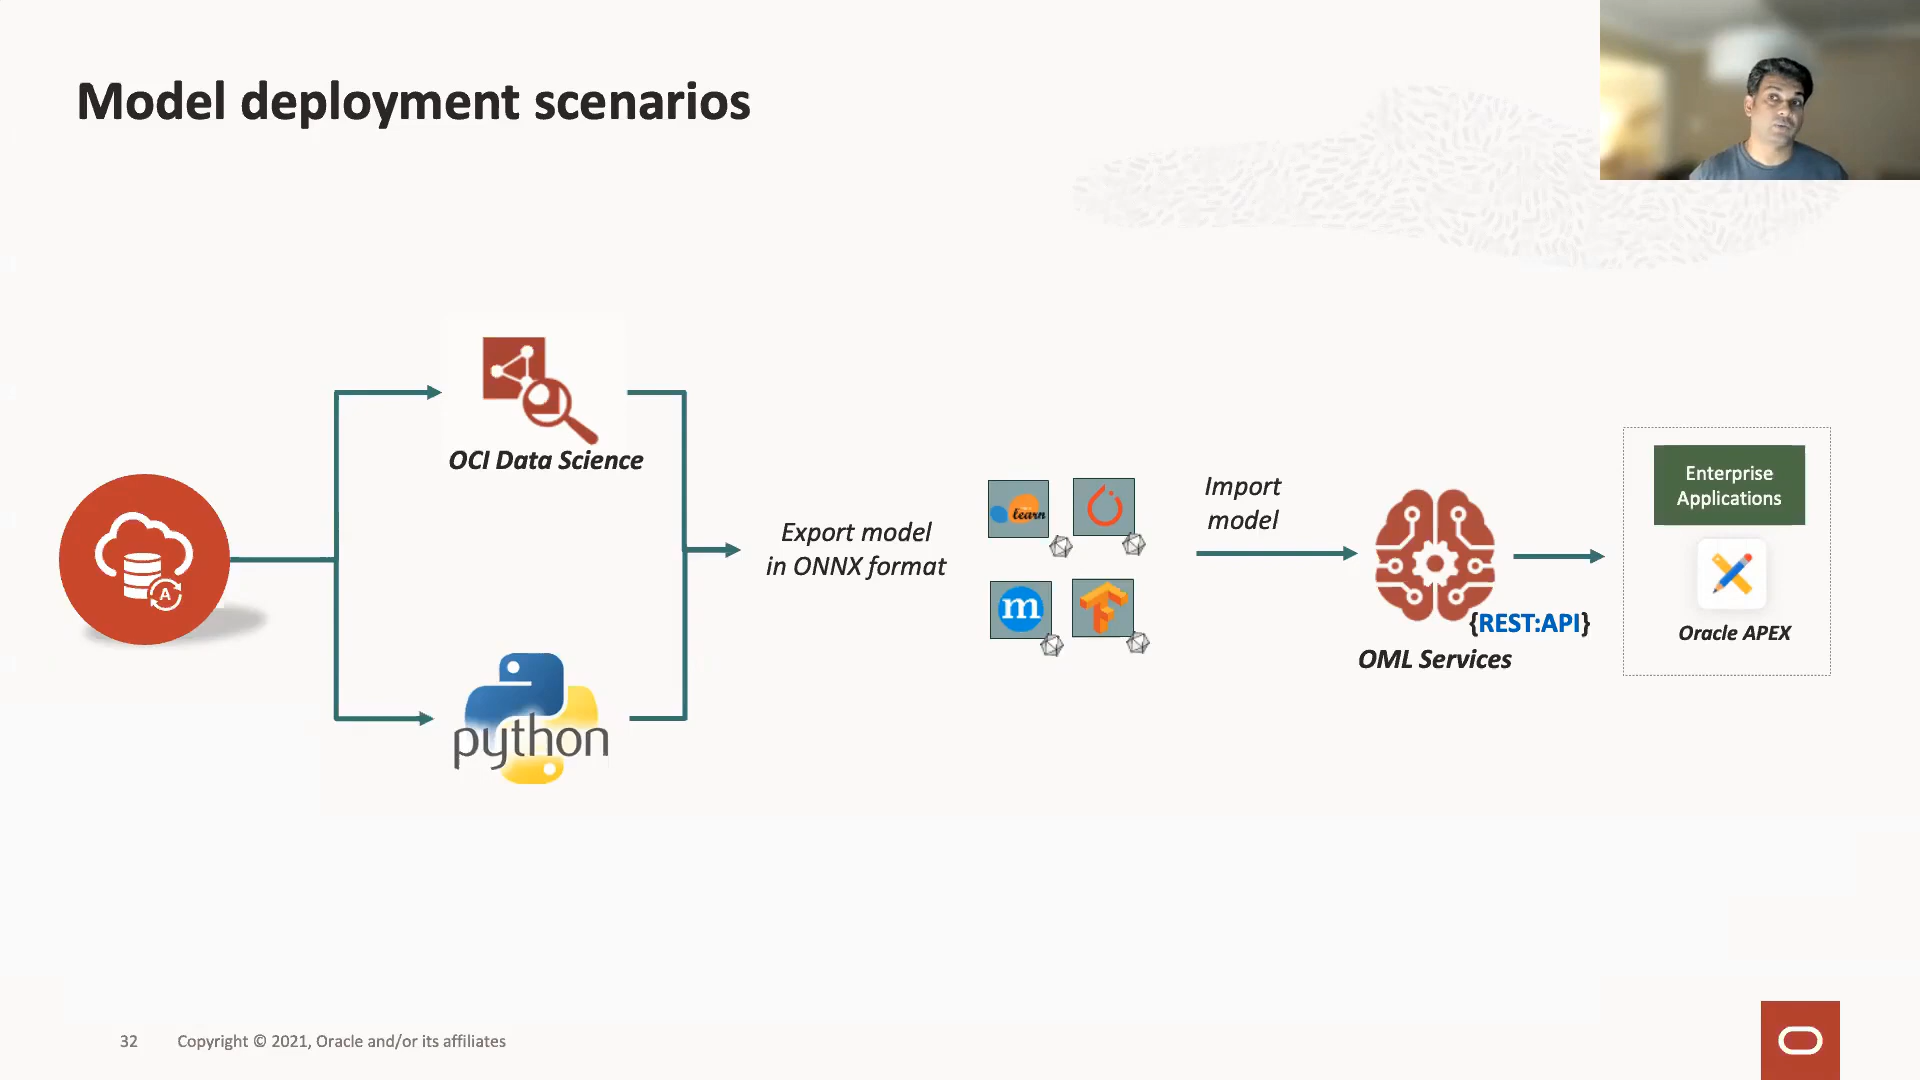 Model deployment scenarios
OCI Data Science
python
Export model
in ONNX format
learn
m
Import
model
{REST:API}
OML Services
Enterprise
Applications
Oracle APEX
A
32
Copyright © 2021, Oracle and/or its affiliates